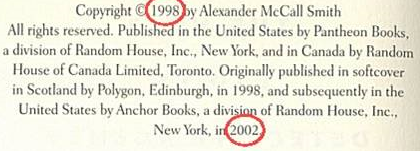 Copyright © 1998 by Alexander McCall Smith
All rights reserved. Published in the United States by Pantheon Books,
a division of Random House, Inc., New York, and in Canada by Random
House of Canada Limited, Toronto. Originally published in softcover
in Scotland by Polygon, Edinburgh, in 1998, and subsequently in the
United States by Anchor Books, a division of Random House, Inc.,
New York, in 2002.